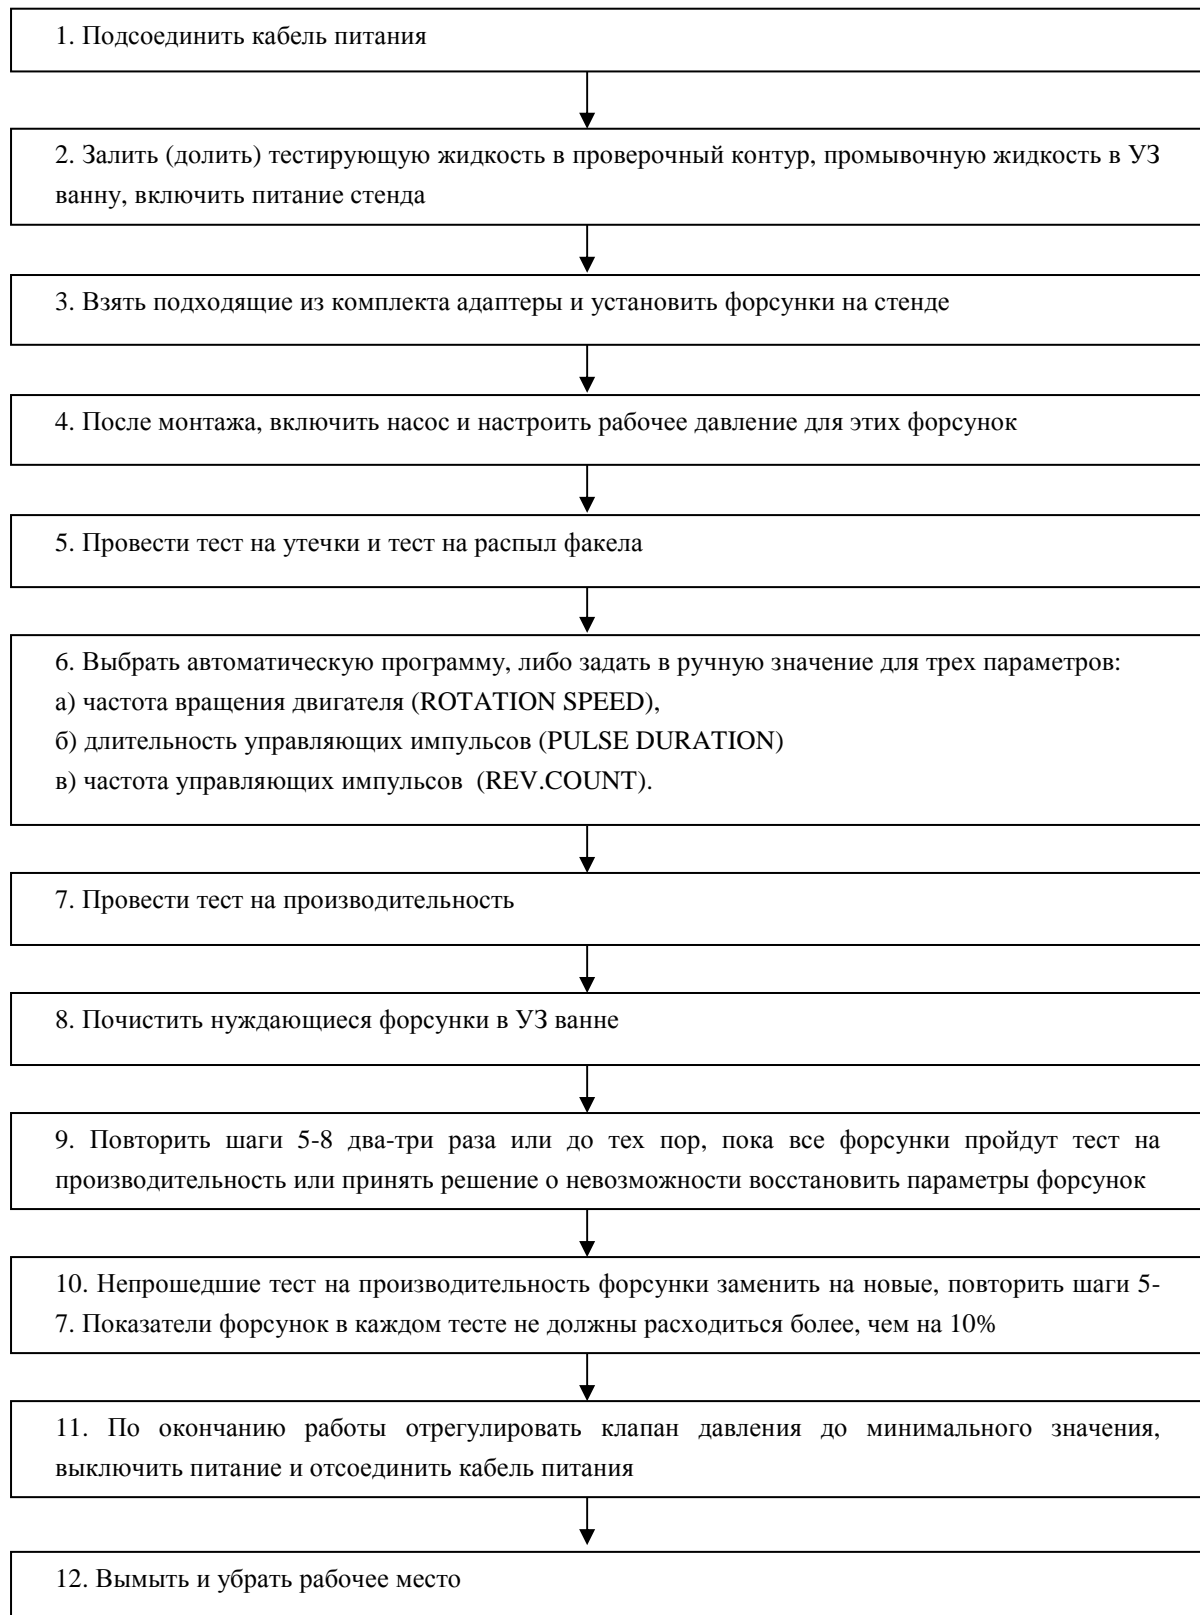 1. Подсоединить кабель питания
2. Залить (долить) тестирующую жидкость в проверочный контур, промывочную жидкость в УЗ
ванну, включить питание стенда
3. Взять подходящие из комплекта адаптеры и установить форсунки на стенде
4. После монтажа, включить насос и настроить рабочее давление для этих форсунок
5. Провести тест на утечки и тест на распыл факела
6. Выбрать автоматическую программу, либо задать в ручную значение для трех параметров:
а) частота вращения двигателя (ROTATION SPEED),
б) длительность управляющих импульсов (PULSE DURATION)
в) частота управляющих импульсов  (REV.COUNT).
7. Провести тест на производительность
8. Почистить нуждающиеся форсунки в УЗ ванне
9. Повторить шаги 5-8 два-три раза или до тех пор, пока все форсунки пройдут тест на
производительность или принять решение о невозможности восстановить параметры форсунок
10. Непрошедшие тест на производительность форсунки заменить на новые, повторить шаги 5-
7. Показатели форсунок в каждом тесте не должны расходиться более, чем на 10%
11. По окончанию работы отрегулировать клапан давления до минимального значения,
выключить питание и отсоединить кабель питания
12. Вымыть и убрать рабочее место